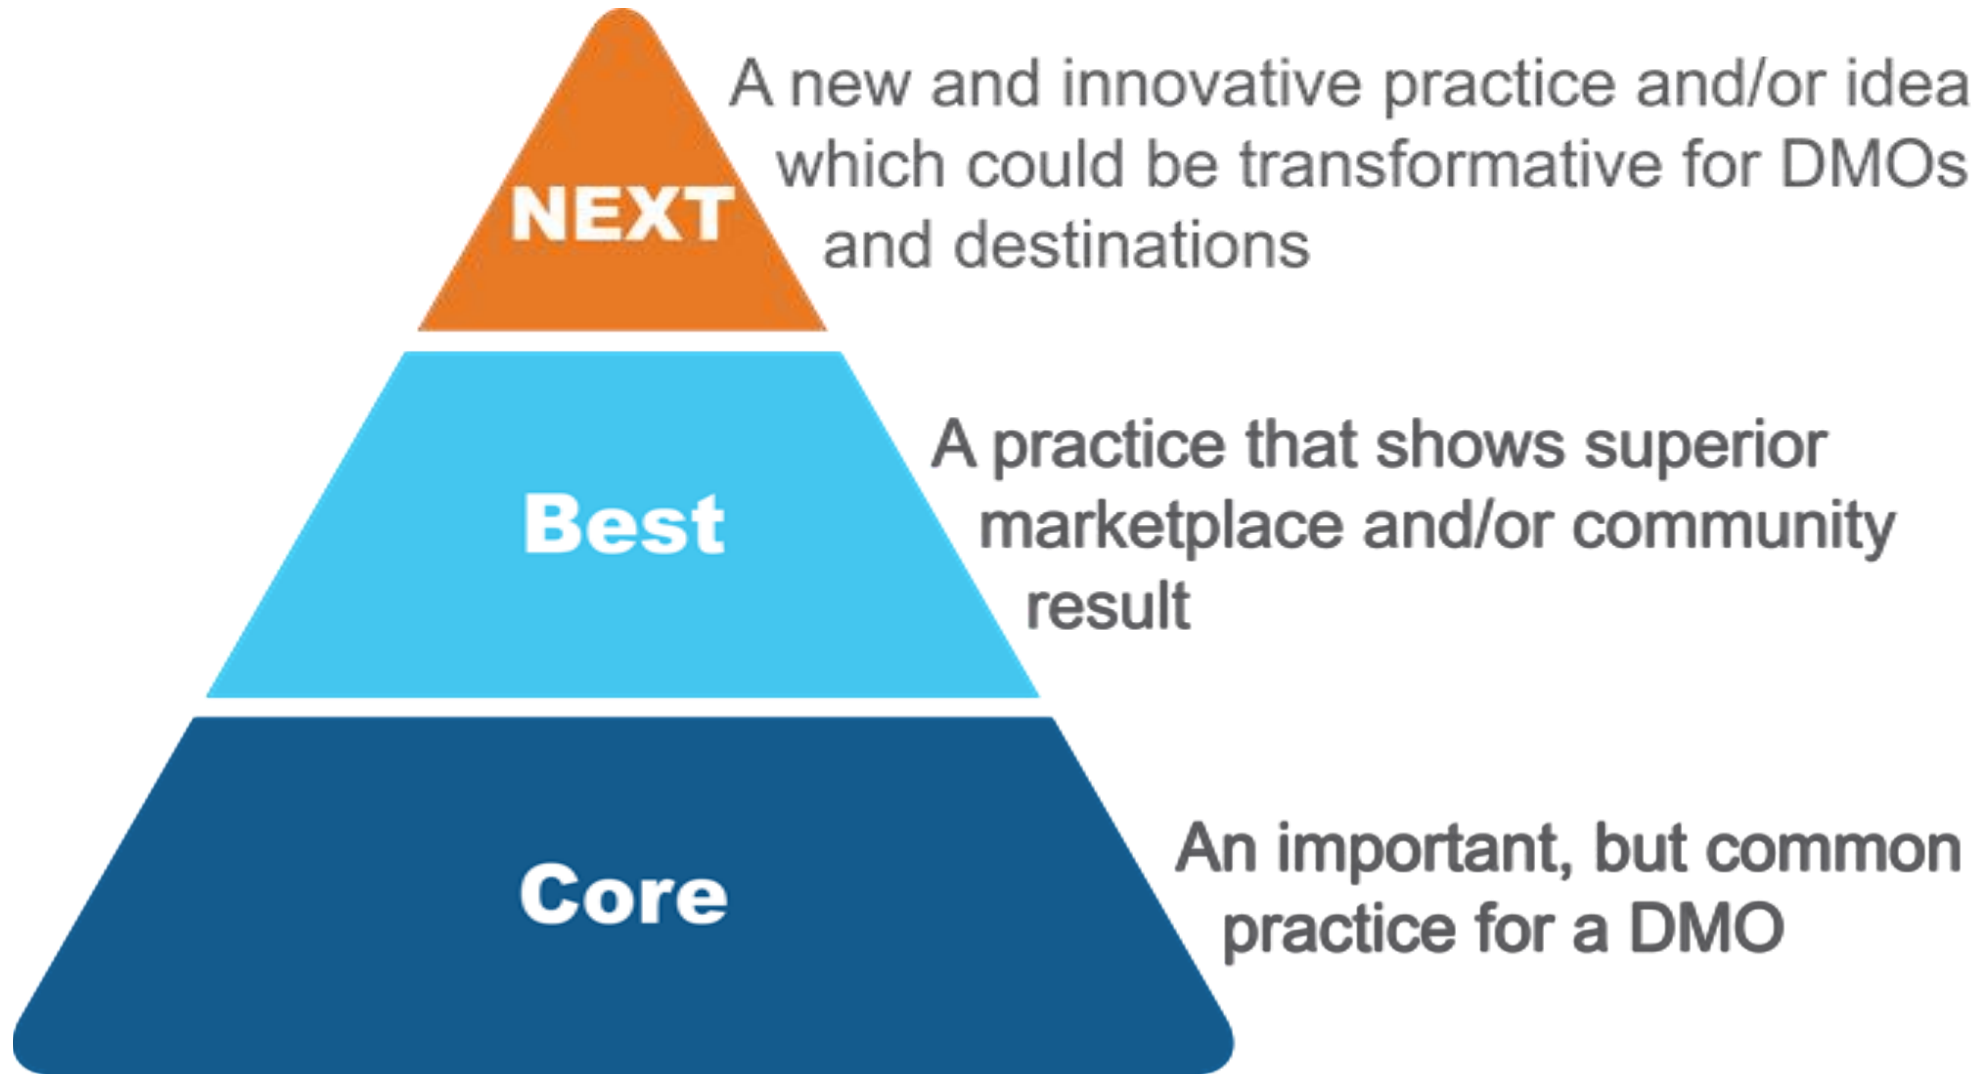 A new and innovative practice and/or idea
which could be transformative for DMOs
NEXT
and destinations
A practice that shows superior
Best
marketplace and/or community
result
An important, but common
Core
practice for a DMO